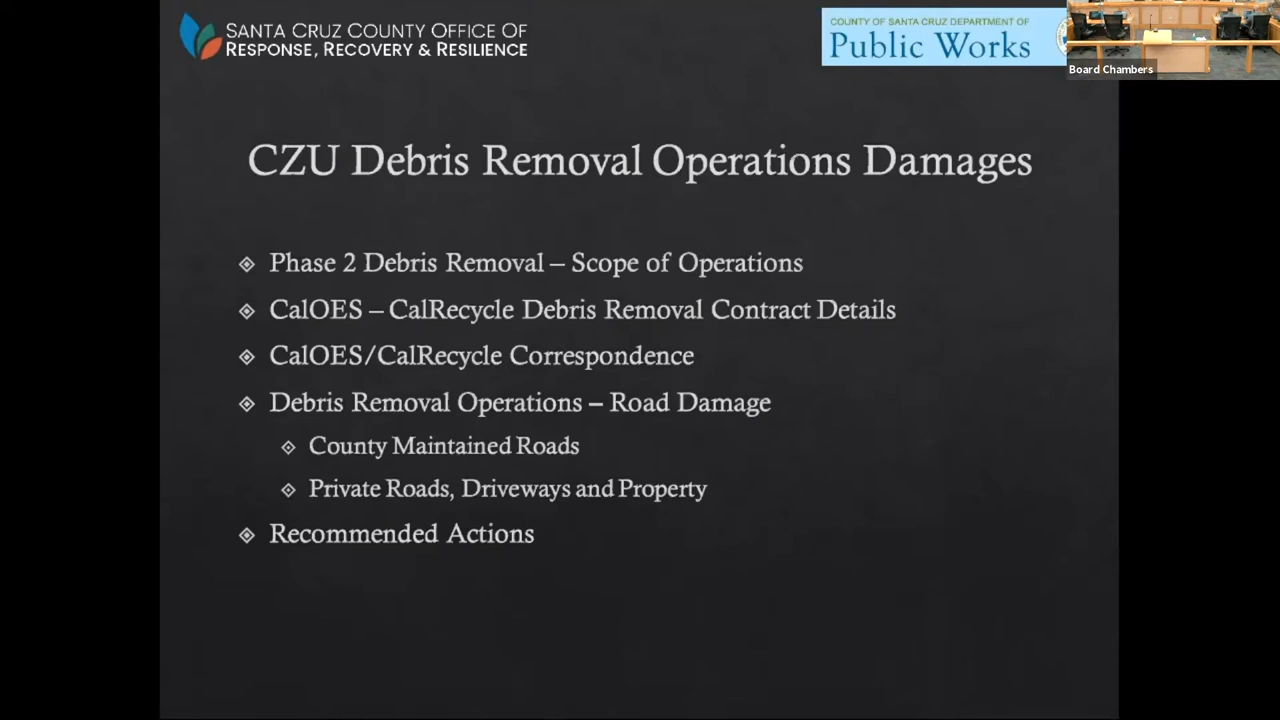 SANTA CRUZ COUNTY OFFICE OF
RESPONSE, RECOVERY & RESILIENCE
COUNTY OF SANTA CRUZ DEPARTMENT OF
Public Works
Board Chambers
CZU Debris Removal Operations Damages
Phase 2 Debris Removal – Scope of Operations
CalOES – CalRecycle Debris Removal Contract Details
CalOES/CalRecycle Correspondence
Debris Removal Operations – Road Damage
County Maintained Roads
Private Roads, Driveways and Property
Recommended Actions